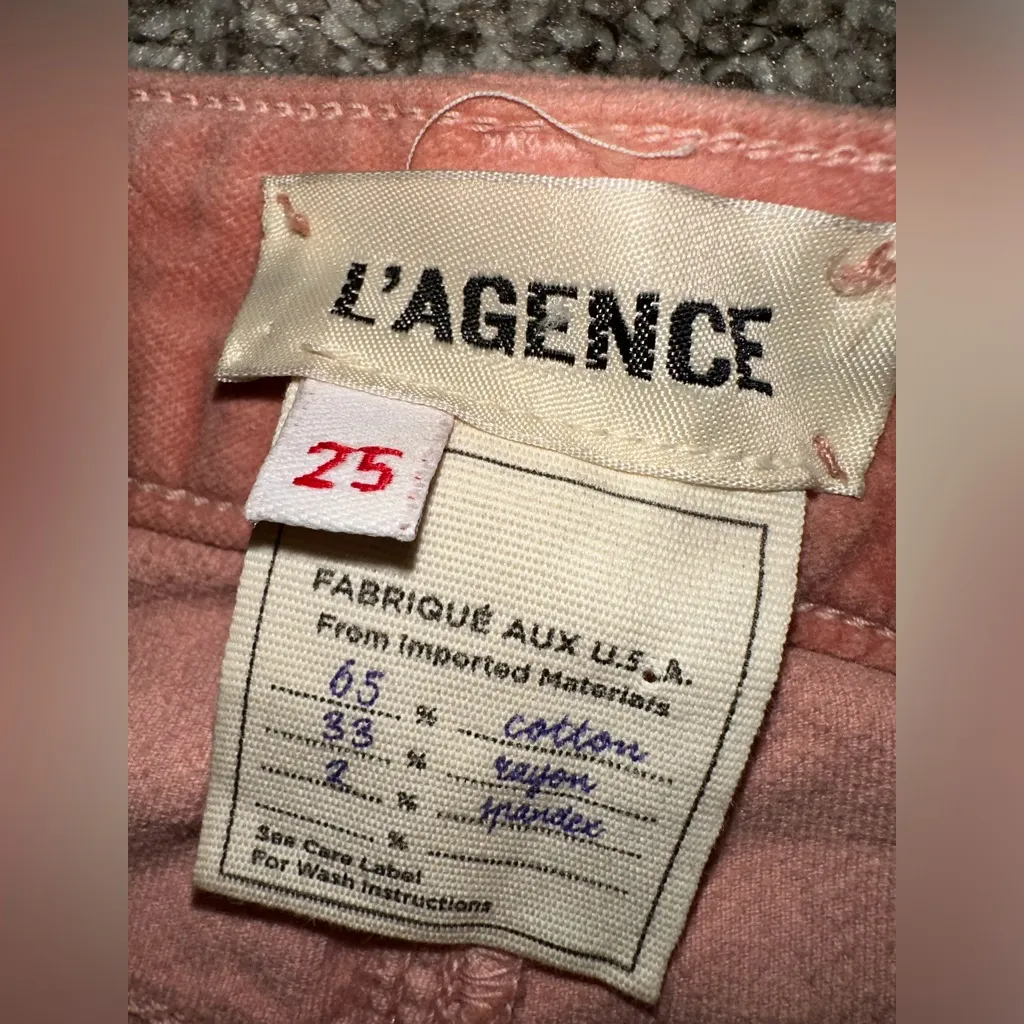 L'AGENCE
25
FABRIQUÉ AUX U.S.A.
From Imported Materials
65 % cotton
33 % rayon
2 % spandex
%
See Care Label
For Wash Instructions